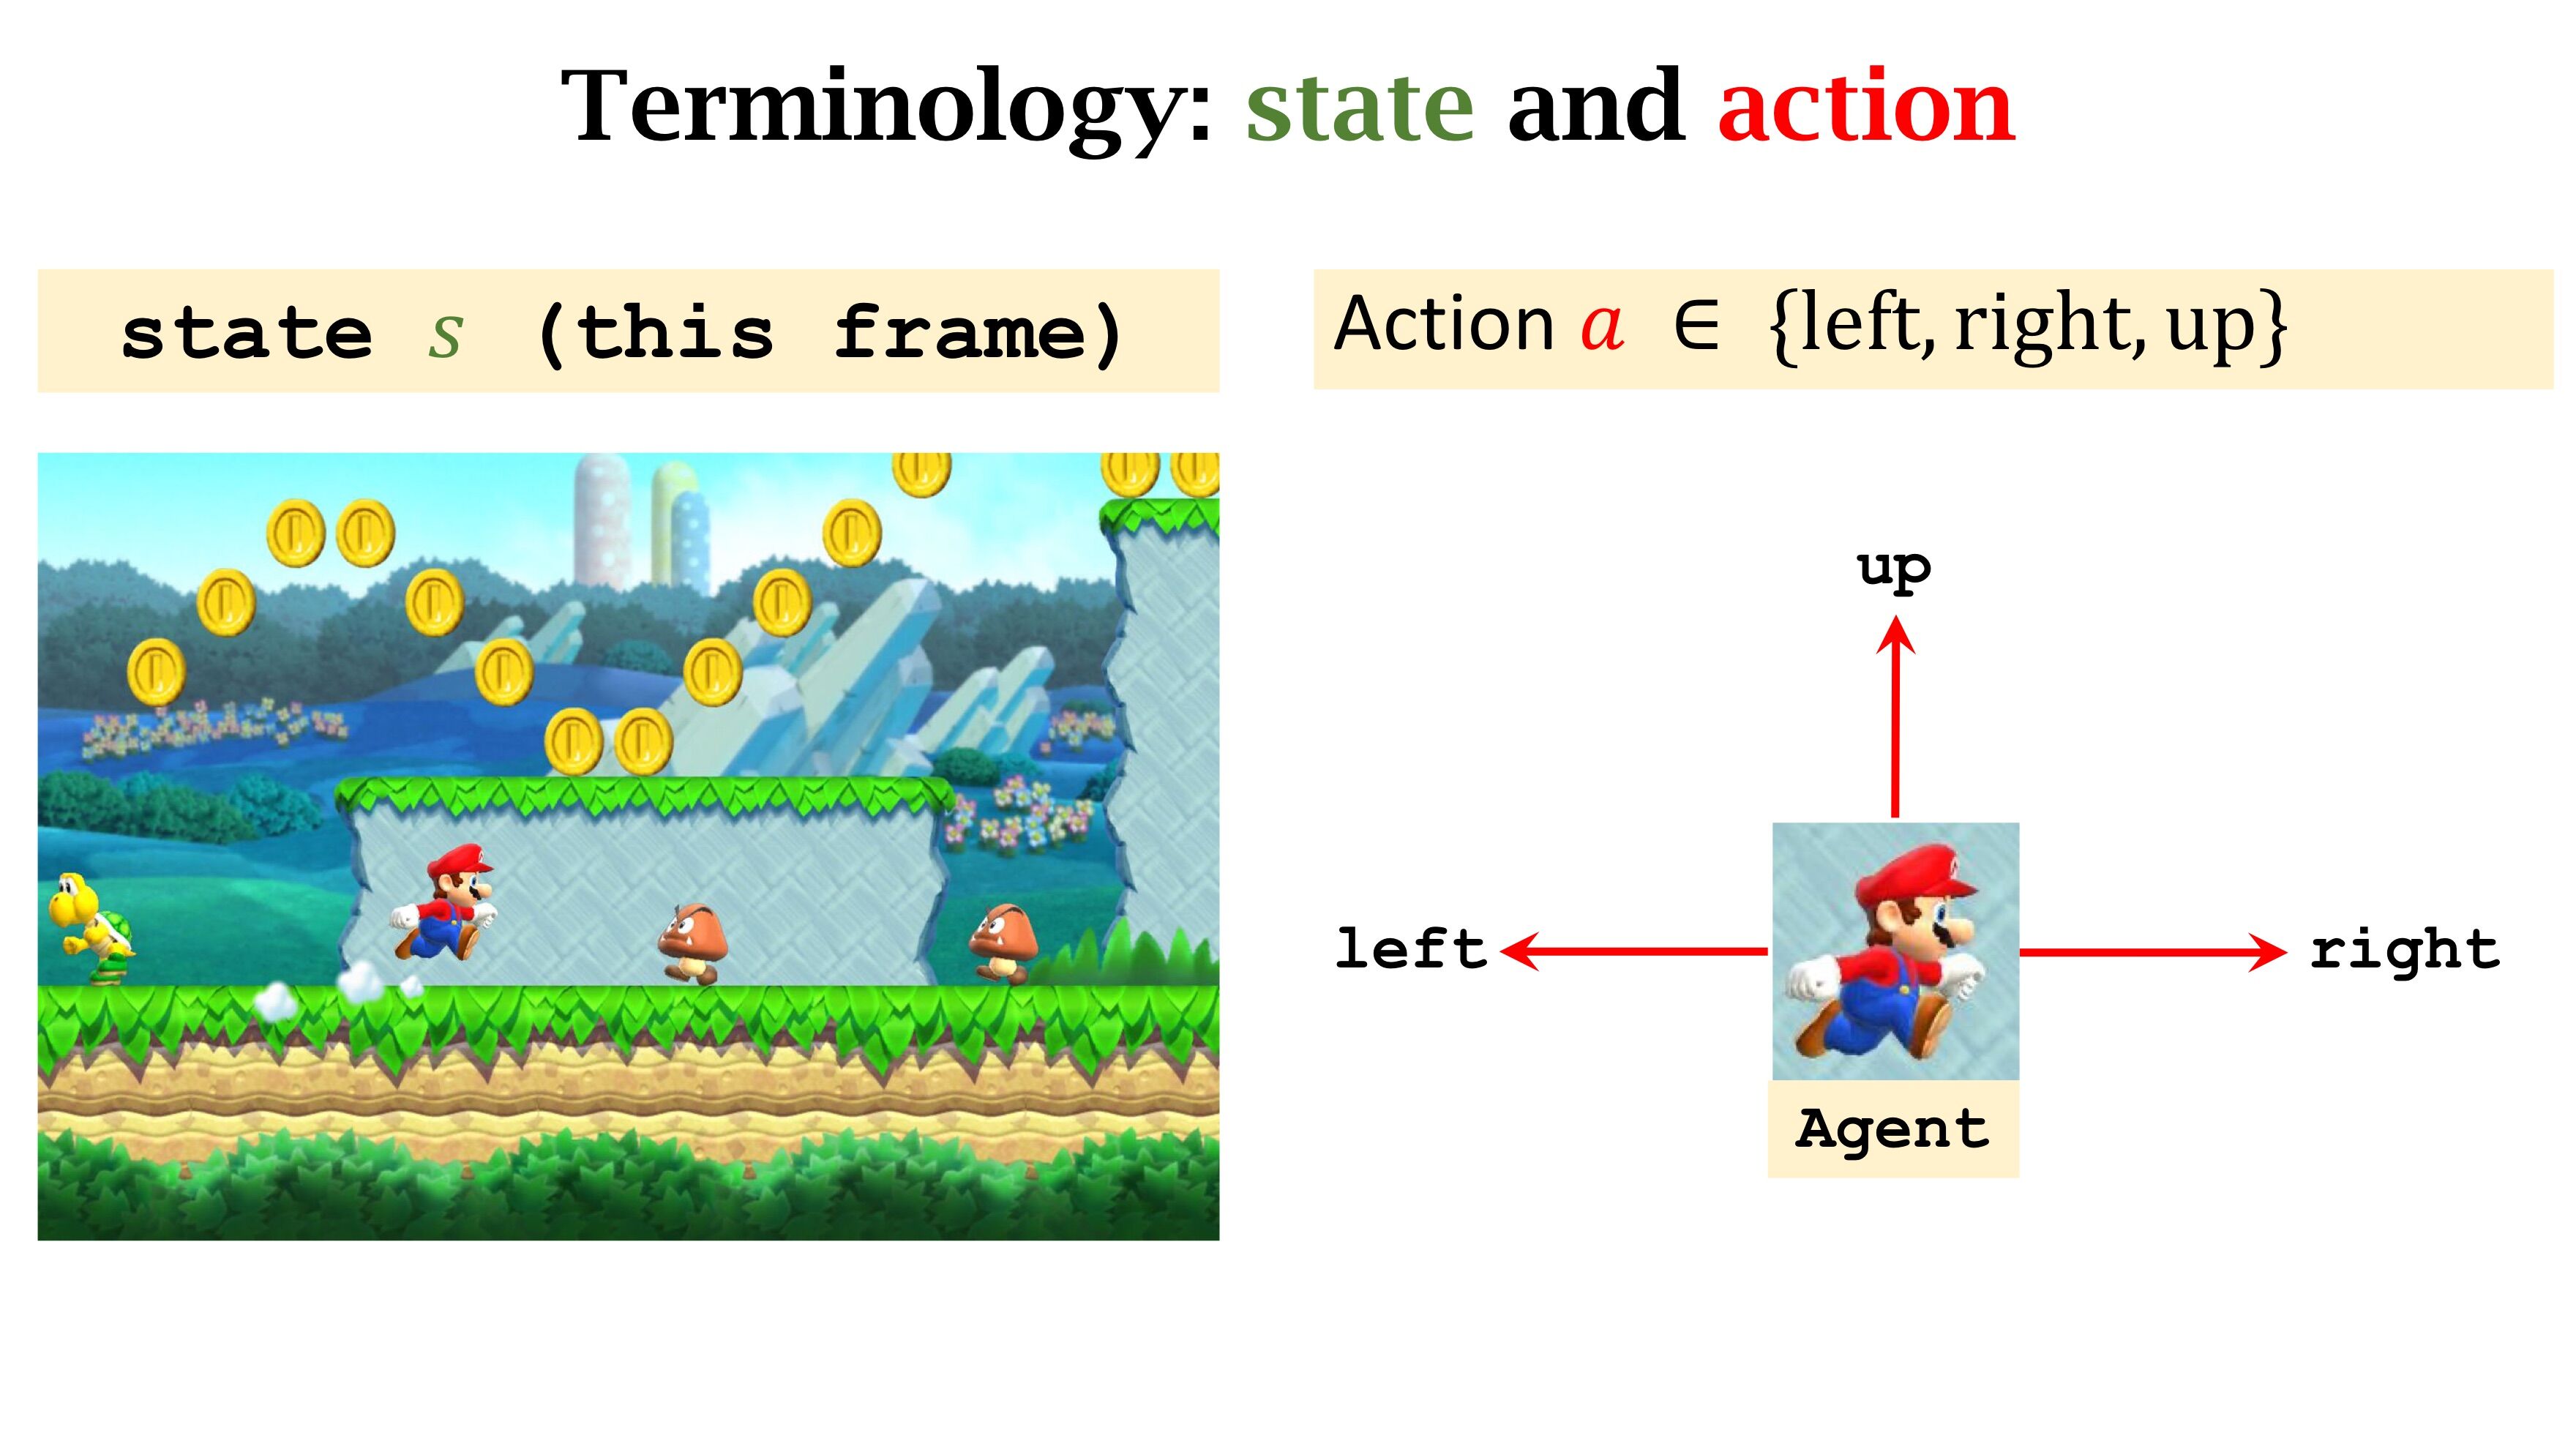 Terminology: state and action
state s (this frame)
Action a ∈ {left, right, up}
up
left
right
Agent